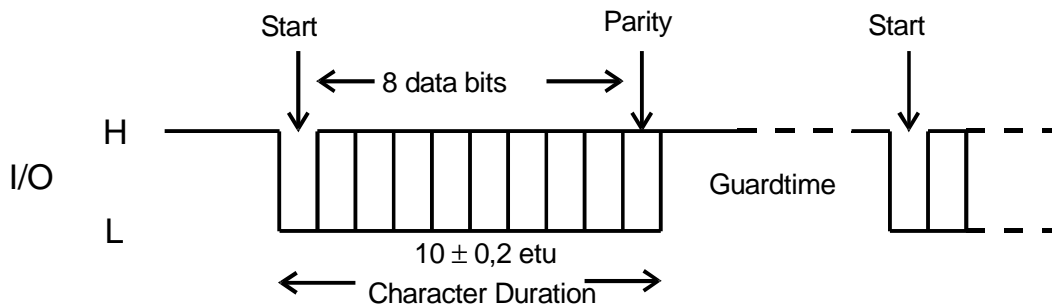 Start Parity Start
8 data bits
H
I/O
Guardtime
L
10 ± 0,2 etu
Character Duration